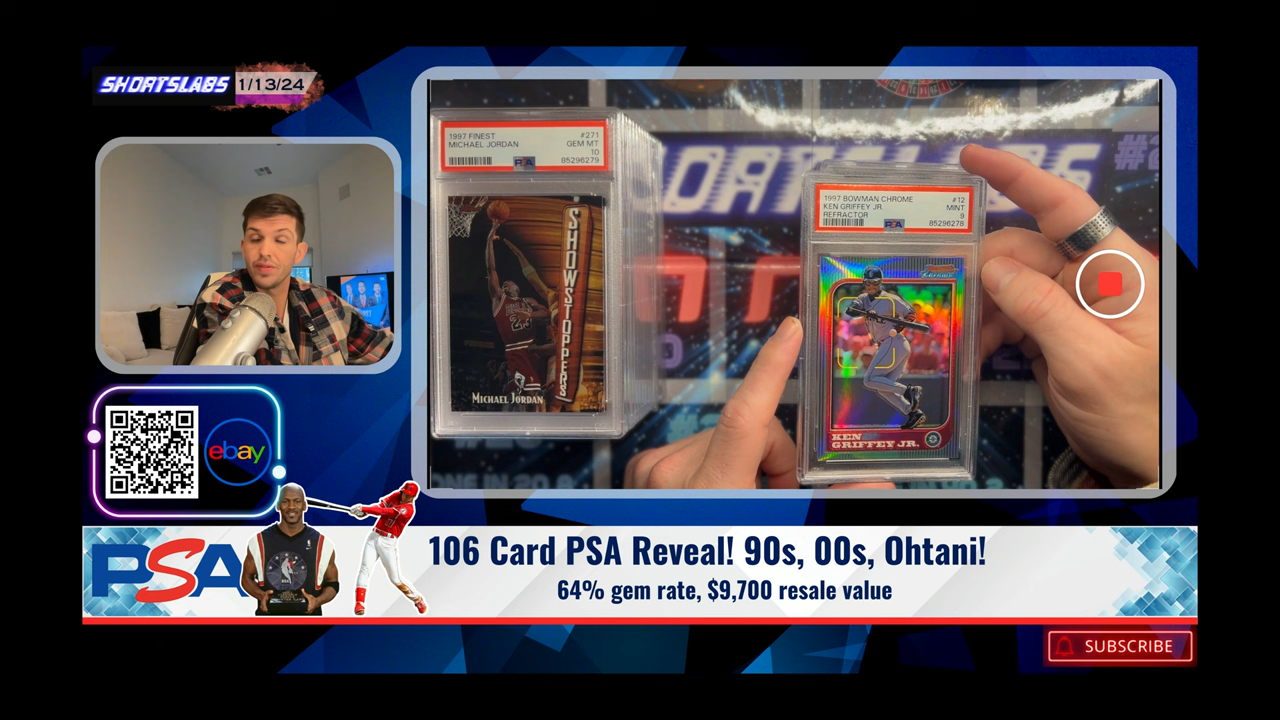 SHORTSLABS
1/13/24
1997 FINEST
MICHAEL JORDAN
#271
GEM MT
10
PSA
85296279
SHOWSTOPPERS
MICHAEL JORDAN
1997 BOWMAN CHROME
KEN GRIFFEY JR.
REFRACTOR
#12
MINT
9
PSA
85296278
KEN
GRIFFEY JR.
ebay
PSA
106 Card PSA Reveal! 90s, 00s, Ohtani!
64% gem rate, $9,700 resale value
SUBSCRIBE